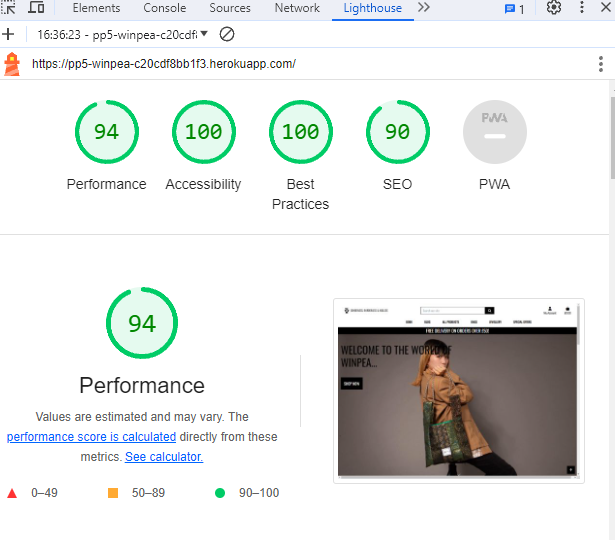 Elements Console Sources Network Lighthouse 1
16:36:23 - pp5-winpea-c20cdf8
https://pp5-winpea-c20cdf8bb1f3.herokuapp.com/
94 100 100 90 PWA
Performance Accessibility Best Practices SEO PWA
94
Performance
Values are estimated and may vary. The
performance score is calculated directly from these
metrics. See calculator.
0–49 50–89 90–100
FREE DELIVERY ON ORDERS OVER
WELCOME TO THE WORLD OF
WINPEA...
SHOP NOW